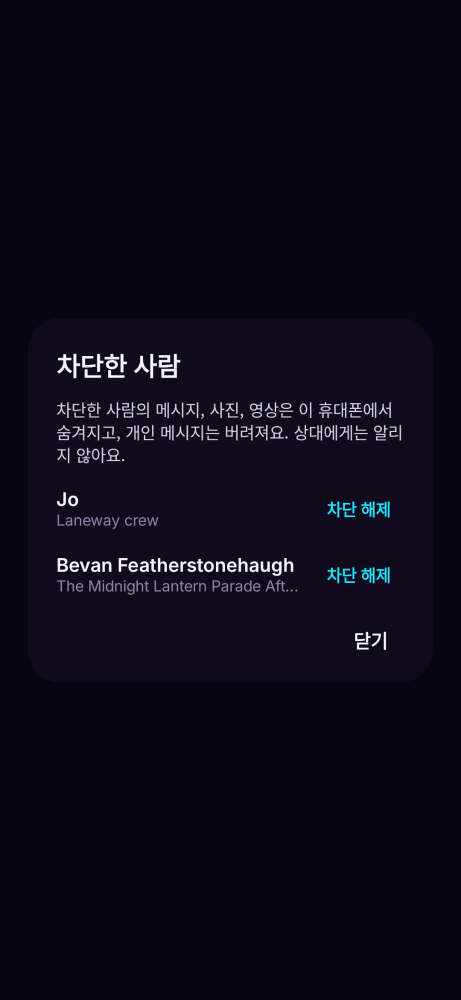 차단한 사람
차단한 사람의 메시지, 사진, 영상은 이 휴대폰에서
숨겨지고, 개인 메시지는 버려져요. 상대에게는 알리
지 않아요.
Jo
Laneway crew
차단 해제
Bevan Featherstonehaugh
The Midnight Lantern Parade Aft...
차단 해제
닫기